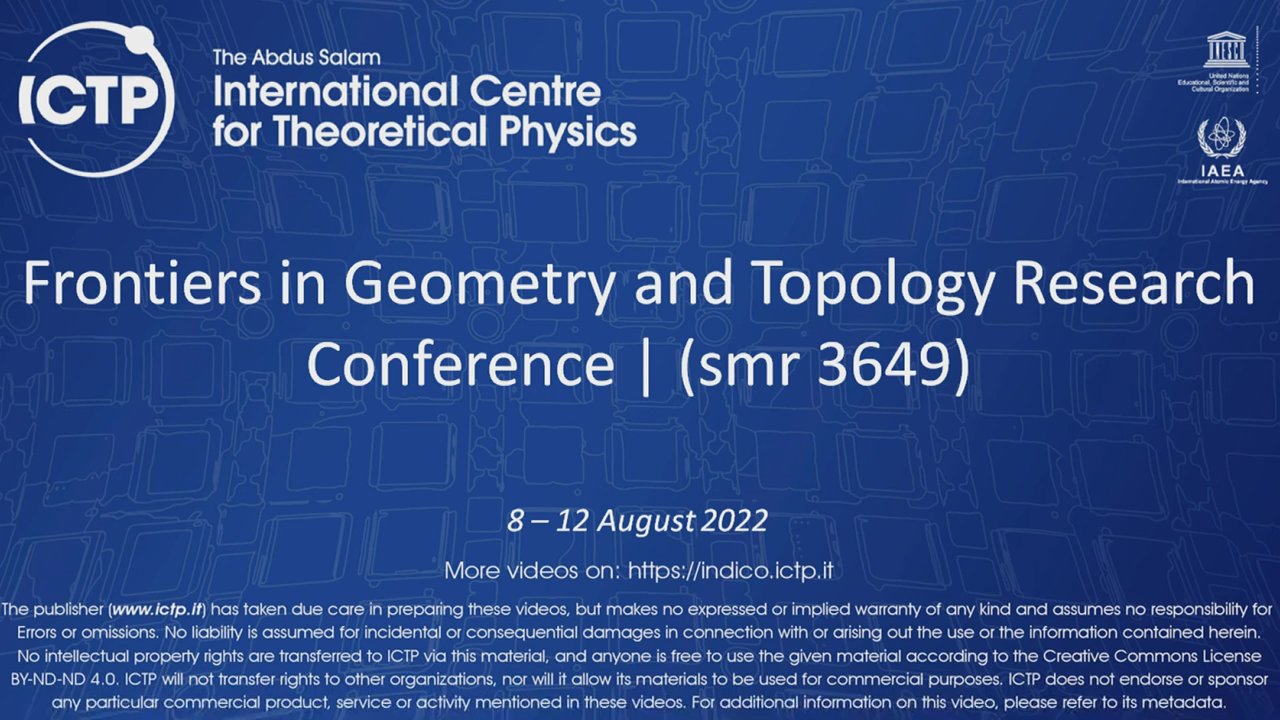 ICTP
The Abdus Salam
International Centre
for Theoretical Physics
United Nations
Educational, Scientific and
Cultural Organization
IAEA
International Atomic Energy Agency
Frontiers in Geometry and Topology Research
Conference | (smr 3649)
8 – 12 August 2022
More videos on: https://indico.ictp.it
The publisher (www.ictp.it) has taken due care in preparing these videos, but makes no expressed or implied warranty of any kind and assumes no responsibility for
Errors or omissions. No liability is assumed for incidental or consequential damages in connection with or arising out the use or the information contained herein.
No intellectual property rights are transferred to ICTP via this material, and anyone is free to use the given material according to the Creative Commons License
BY-ND-ND 4.0. ICTP will not transfer rights to other organizations, nor will it allow its materials to be used for commercial purposes. ICTP does not endorse or sponsor
any particular commercial product, service or activity mentioned in these videos. For additional information on this video, please refer to its metadata.